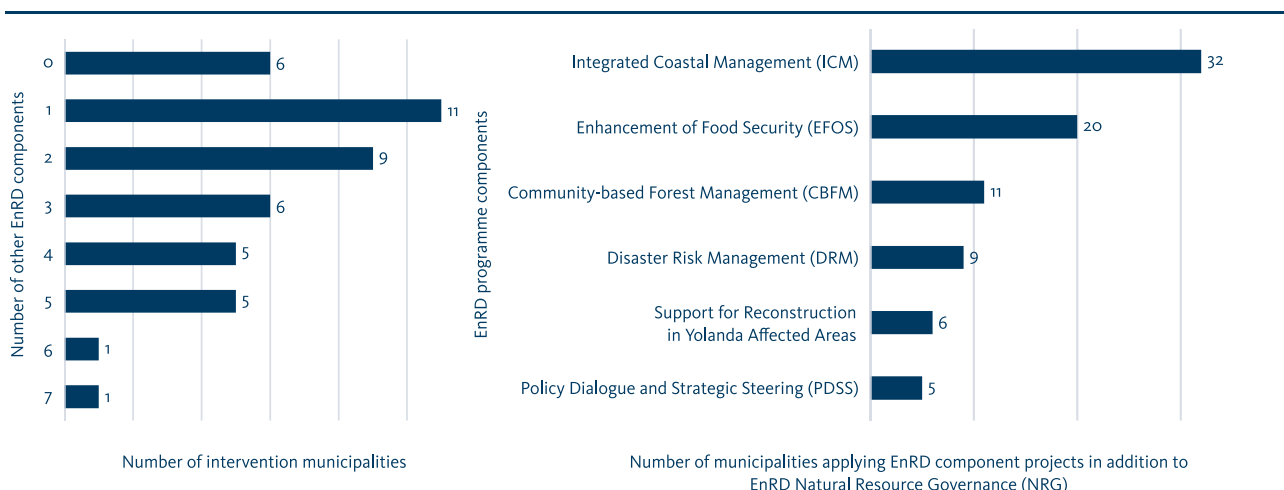 Number of other EnRD components
0
6
1
11
2
9
3
6
4
5
5
5
6
1
7
1
Number of intervention municipalities
EnRD programme components
Integrated Coastal Management (ICM)
32
Enhancement of Food Security (EFOS)
20
Community-based Forest Management (CBFM)
11
Disaster Risk Management (DRM)
9
Support for Reconstruction
in Yolanda Affected Areas
6
Policy Dialogue and Strategic Steering (PDSS)
5
Number of municipalities applying EnRD component projects in addition to
EnRD Natural Resource Governance (NRG)